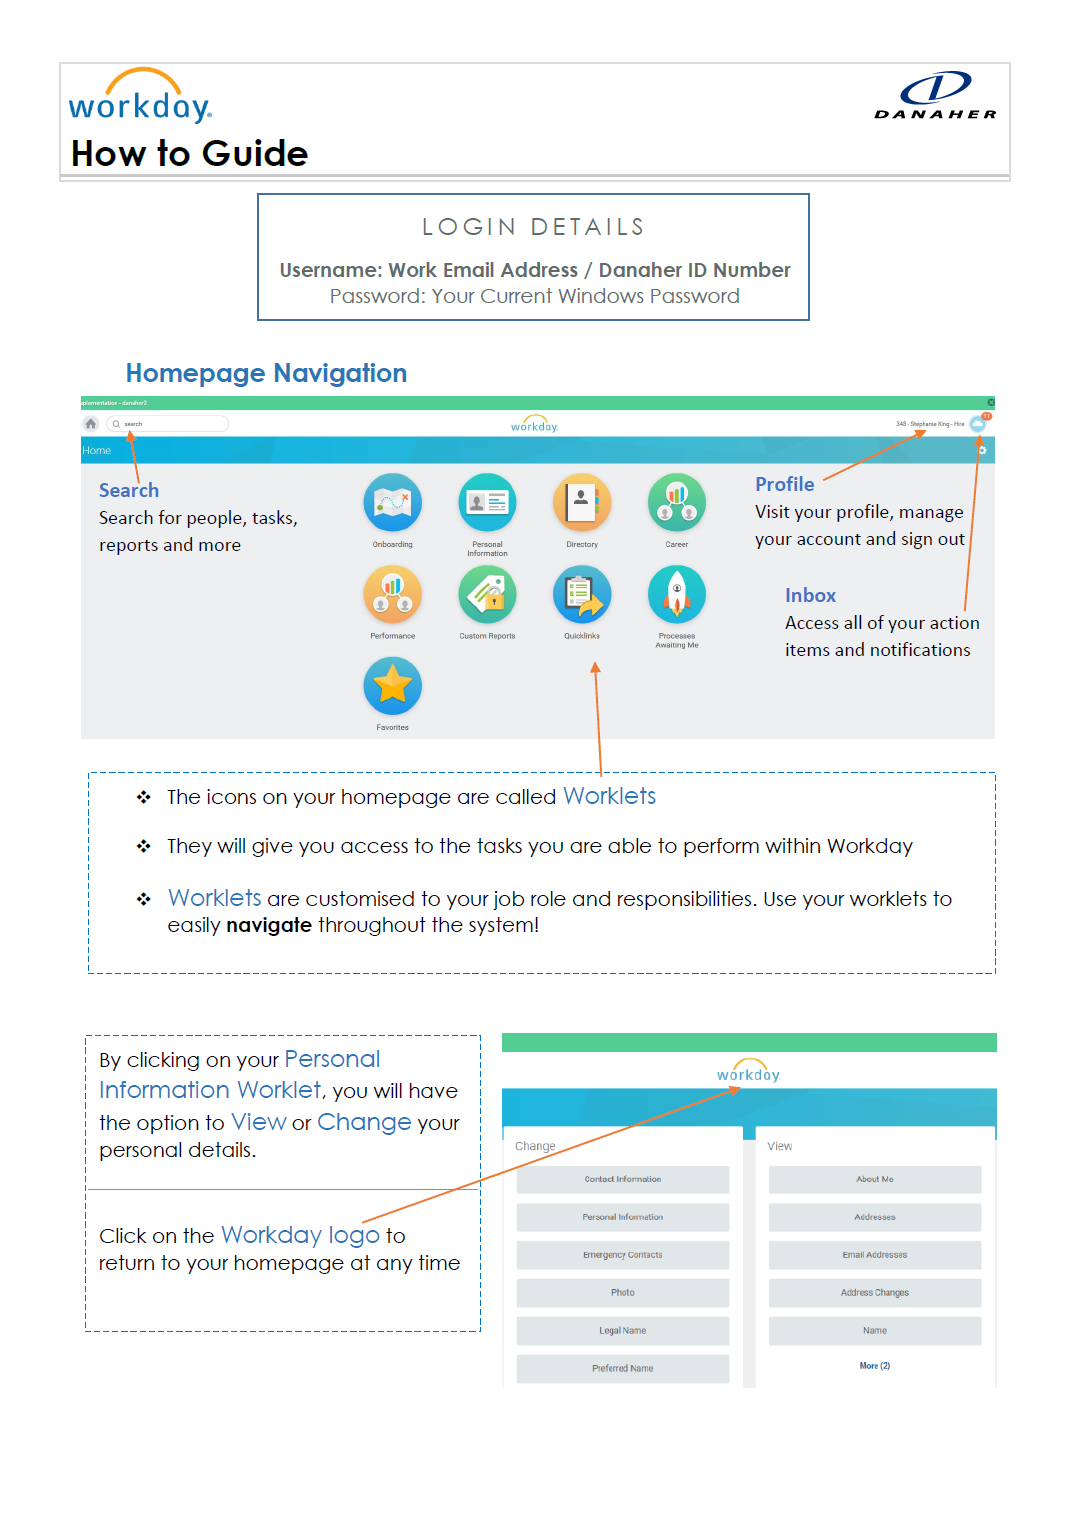 workday.
DANAHER
How to Guide
LOGIN DETAILS
Username: Work Email Address / Danaher ID Number
Password: Your Current Windows Password
Homepage Navigation
plementation - danaher2
search
workday.
348 - Stephanie King - Hire
11
Home
Search
Search for people, tasks,
reports and more
Profile
Visit your profile, manage
your account and sign out
Inbox
Access all of your action
items and notifications
Onboarding
Personal
Information
Directory
Career
Performance
Custom Reports
Quicklinks
Processes
Awaiting Me
Favorites
❖ The icons on your homepage are called Worklets
❖ They will give you access to the tasks you are able to perform within Workday
❖ Worklets are customised to your job role and responsibilities. Use your worklets to
easily navigate throughout the system!
By clicking on your Personal
Information Worklet, you will have
the option to View or Change your
personal details.
Click on the Workday logo to
return to your homepage at any time
workday.
Change
Contact Information
Personal Information
Emergency Contacts
Photo
Legal Name
Preferred Name
View
About Me
Addresses
Email Addresses
Address Changes
Name
More (2)